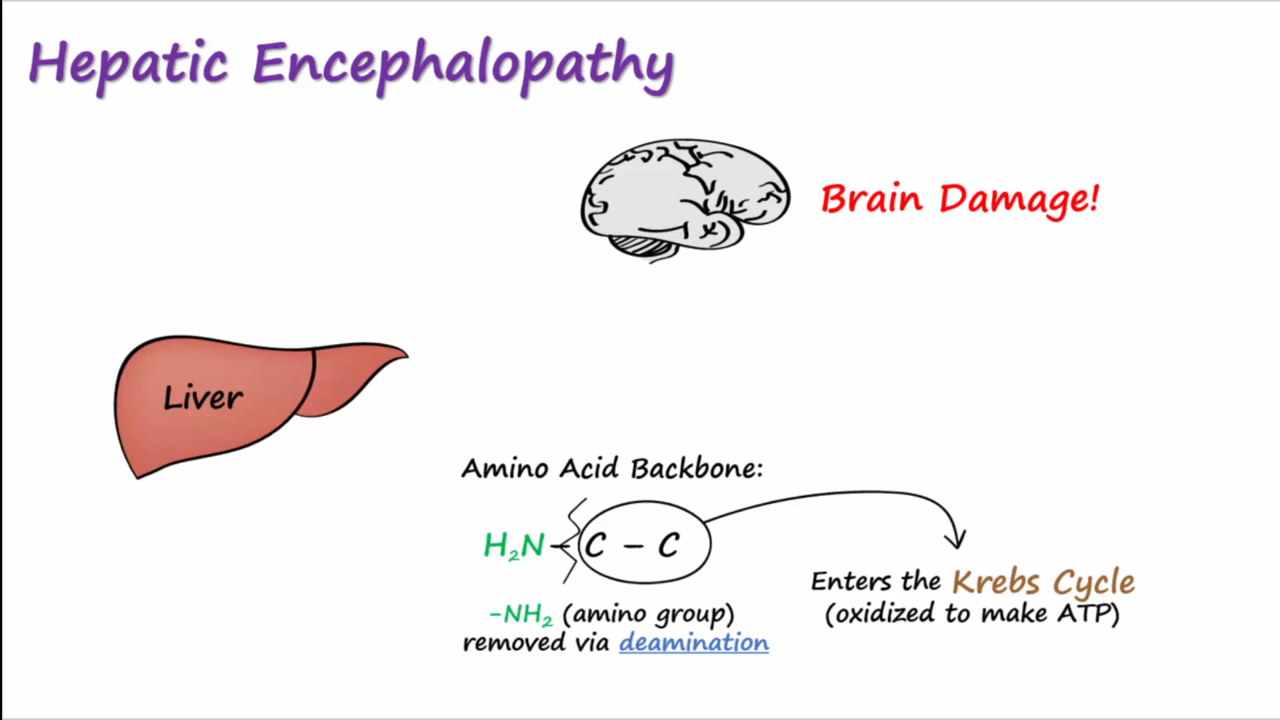 Hepatic Encephalopathy
Brain Damage!
Liver
Amino Acid Backbone:
H₂N – C – C
Enters the Krebs Cycle
(oxidized to make ATP)
-NH₂ (amino group)
removed via deamination